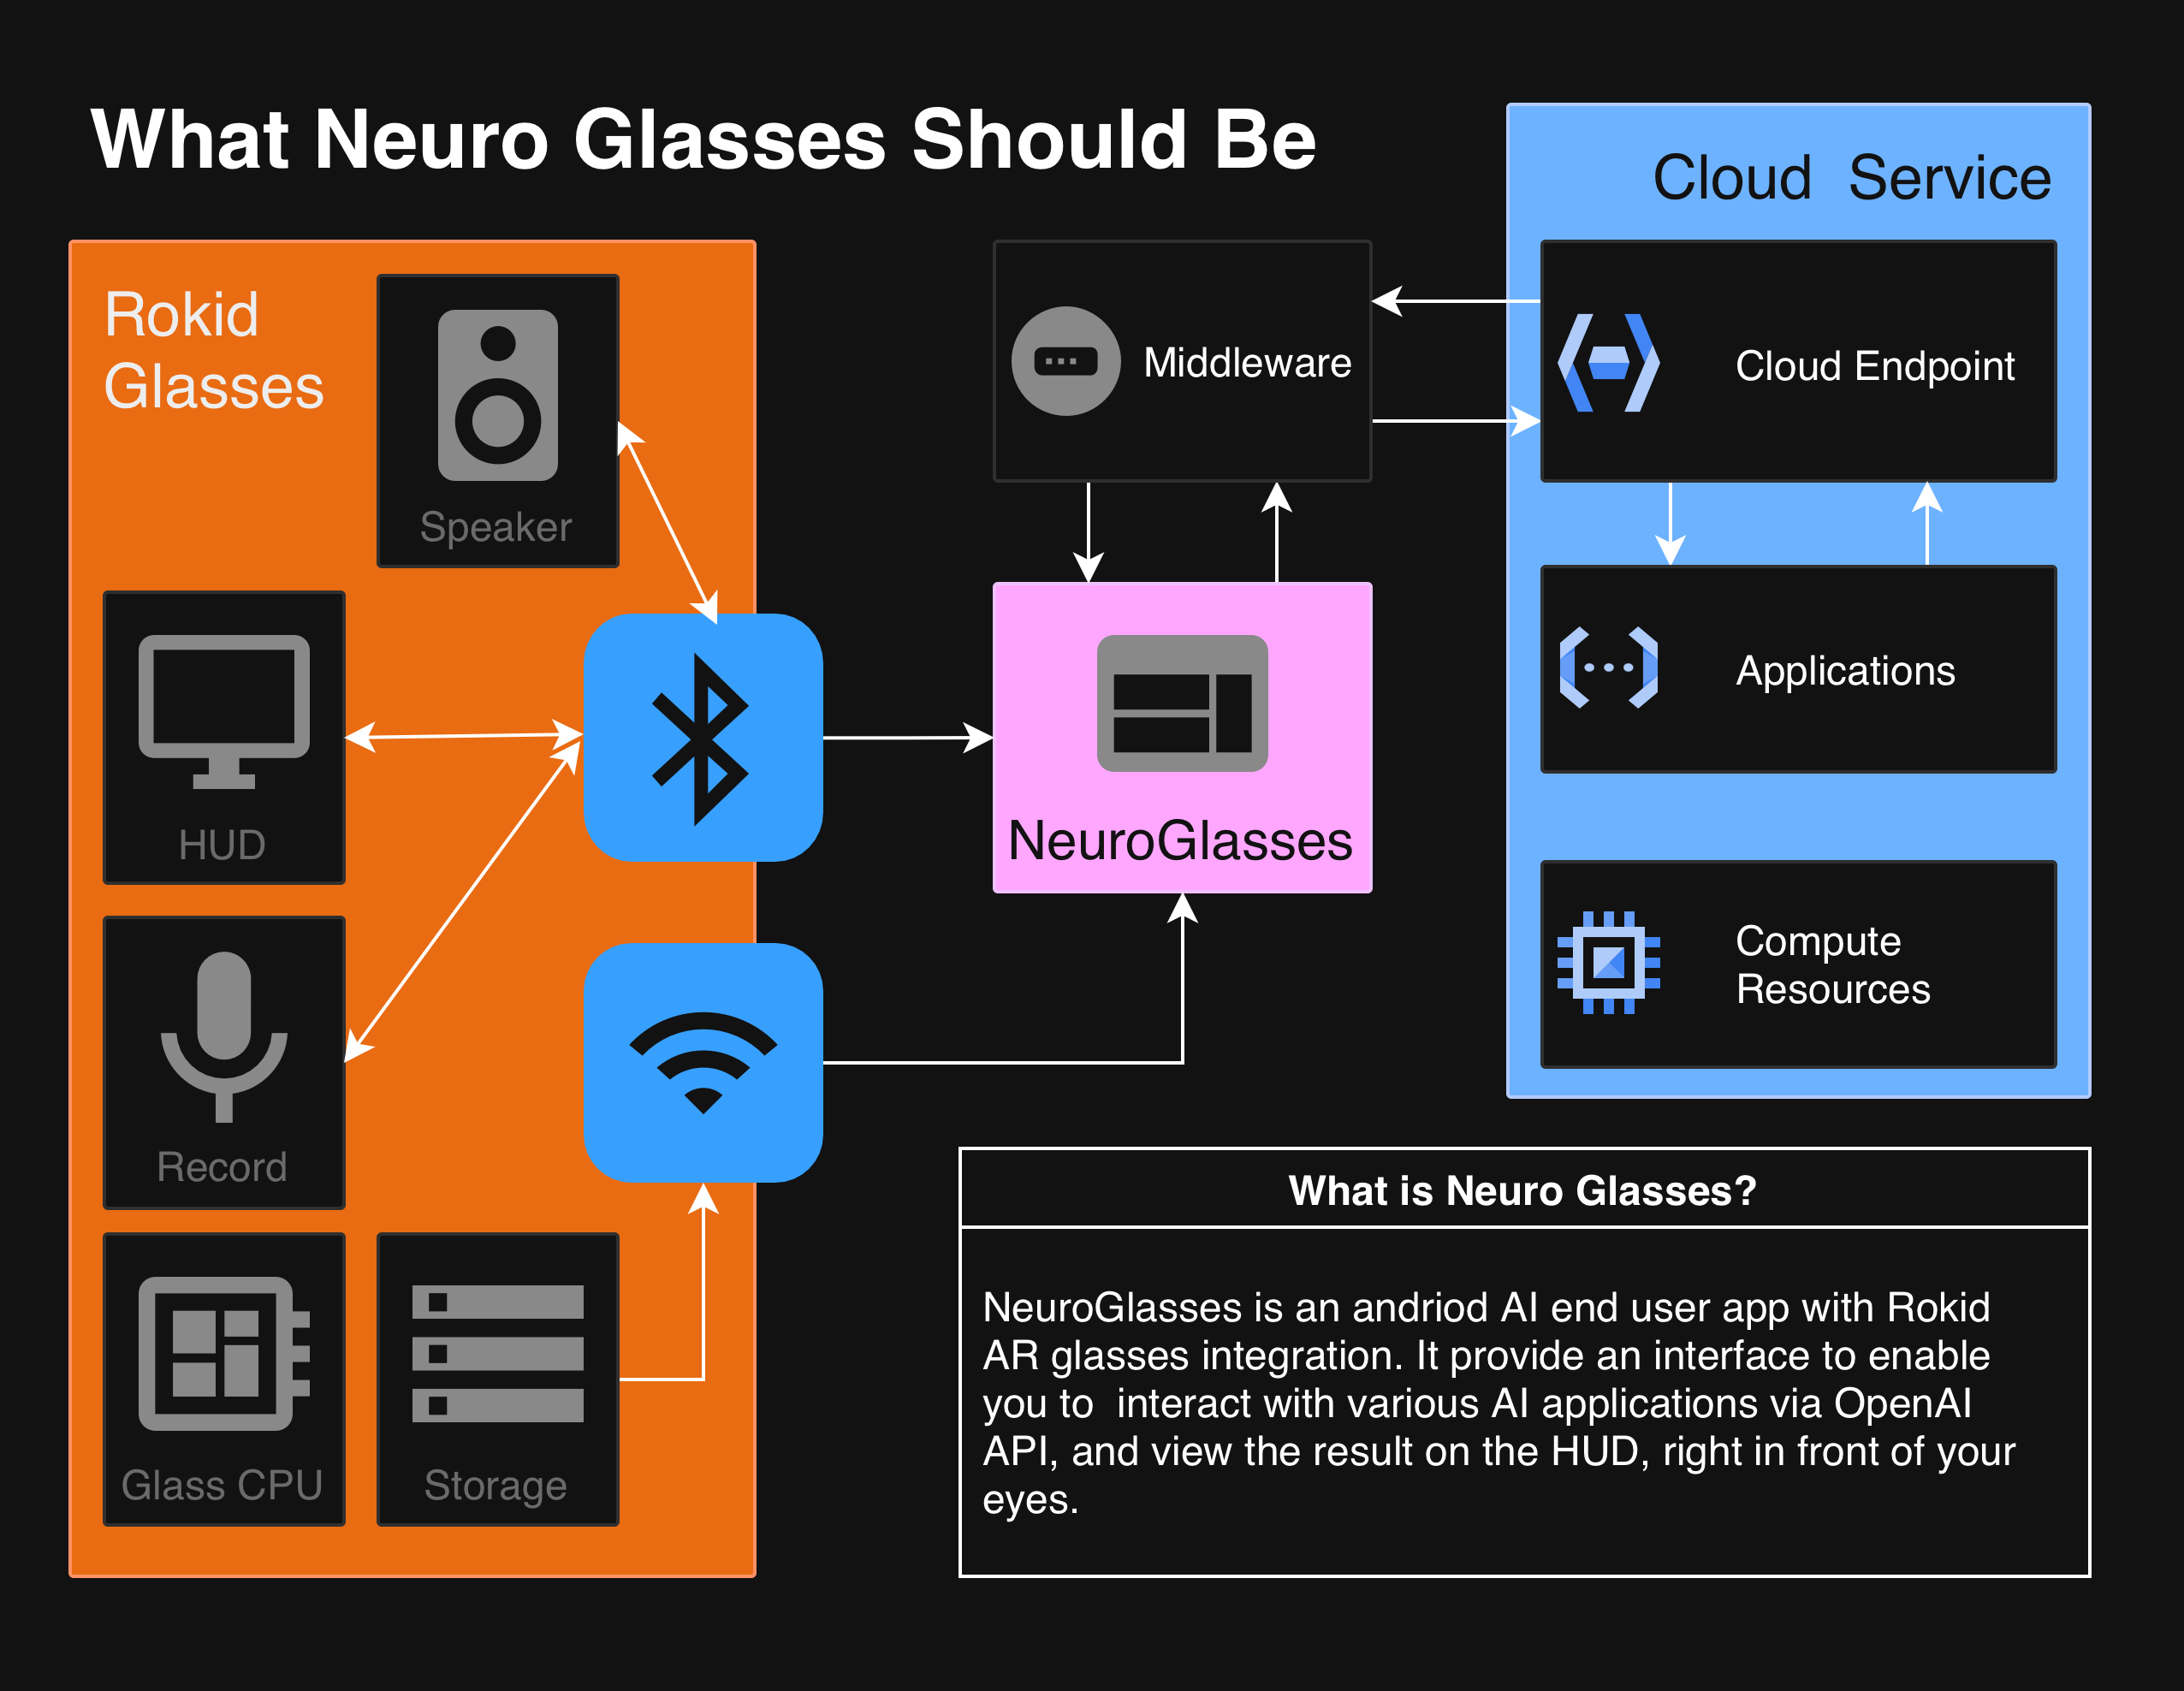 What Neuro Glasses Should Be
Rokid
Glasses
Speaker
HUD
Record
Glass CPU
Storage
Middleware
NeuroGlasses
Cloud  Service
Cloud Endpoint
Applications
Compute
Resources
What is Neuro Glasses?
NeuroGlasses is an andriod AI end user app with Rokid
AR glasses integration. It provide an interface to enable
you to  interact with various AI applications via OpenAI
API, and view the result on the HUD, right in front of your
eyes.